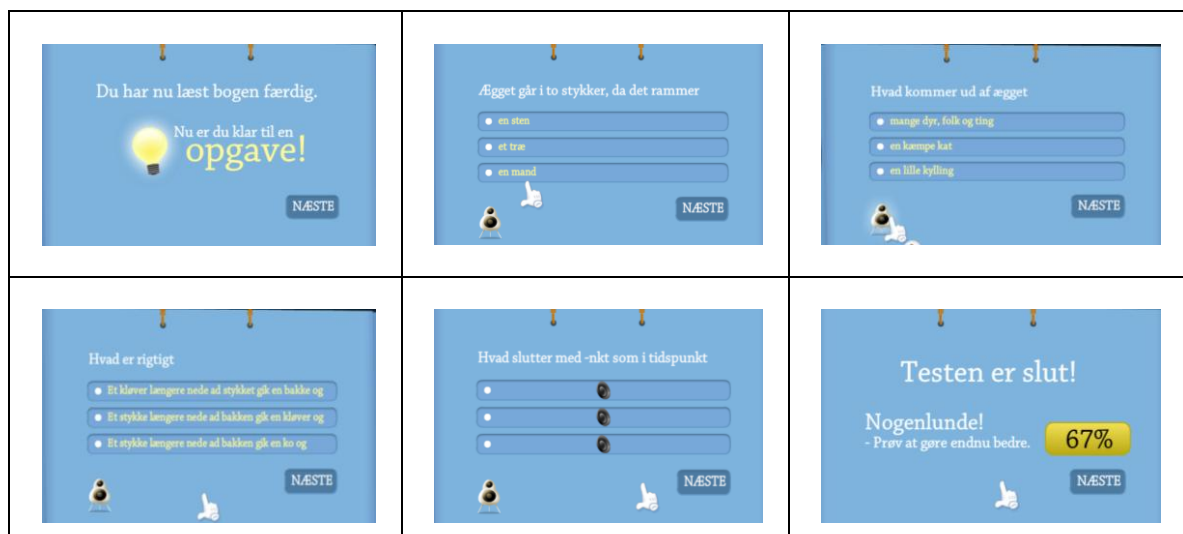 Du har nu læst bogen færdig.
Nu er du klar til en
opgave!
NÆSTE
Ægget går i to stykker, da det rammer
en sten
et træ
en mand
NÆSTE
Hvad kommer ud af ægget
mange dyr, folk og ting
en kæmpe kat
en lille kylling
NÆSTE
Hvad er rigtigt
Et kløver længere nede ad stykket gik en bakke og
Et stykke længere nede ad bakken gik en kløver og
Et stykke længere nede ad bakken gik en ko og
NÆSTE
Hvad slutter med -nkt som i tidspunkt
NÆSTE
Testen er slut!
Nogenlunde!
- Prøv at gøre endnu bedre.
67%
NÆSTE